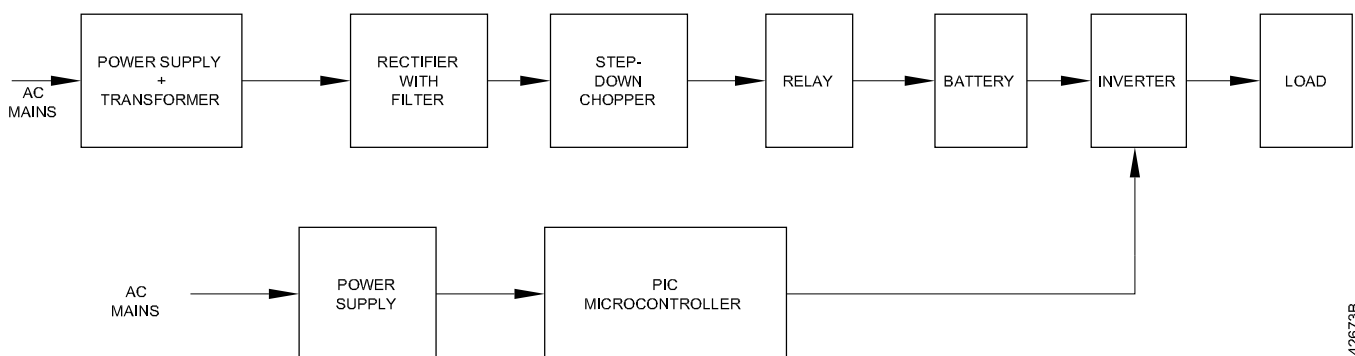 POWER SUPPLY
+
TRANSFORMER
RECTIFIER
WITH
FILTER
STEP-
DOWN
CHOPPER
RELAY
BATTERY
INVERTER
LOAD
AC
MAINS
POWER
SUPPLY
PIC
MICROCONTROLLER
AC
MAINS
42673B